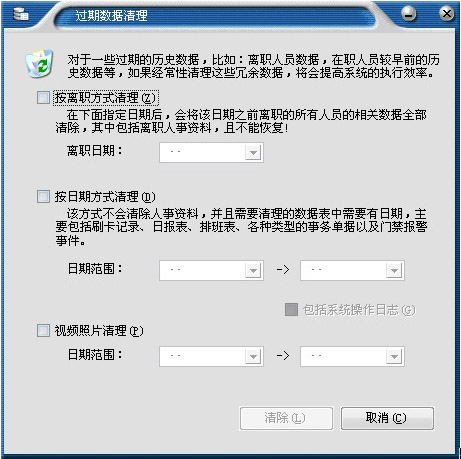 过期数据清理
对于一些过期的历史数据，比如：离职人员数据，在职人员较早前的历
史数据等，如果经常性清理这些冗余数据，将会提高系统的执行效率。
按离职方式清理(Z)
在下面指定日期后，会将该日期之前离职的所有人员的相关数据全部
清除，其中包括离职人事资料，且不能恢复！
离职日期：  - -
按日期方式清理(D)
该方式不会清除人事资料，并且需要清理的数据表中需要有日期，主
要包括刷卡记录、日报表、排班表、各种类型的事务单据以及门禁报警
事件。
日期范围：  - -  ->  - -
包括系统操作日志(G)
视频照片清理(P)
日期范围：  - -  ->  - -
清除(L)  取消(C)